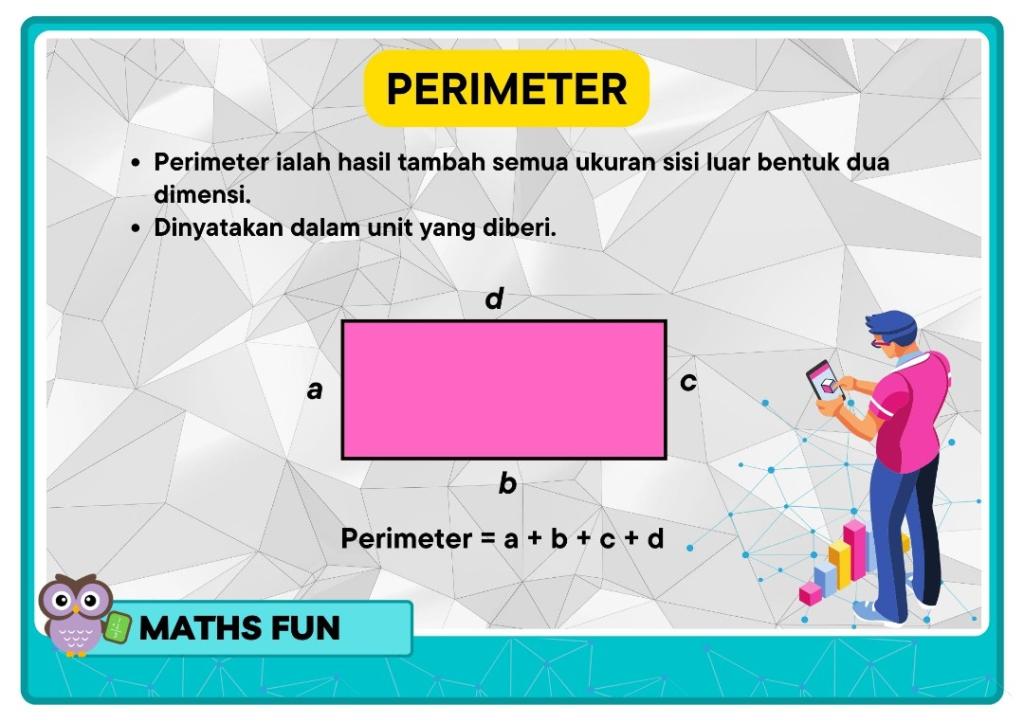 PERIMETER
• Perimeter ialah hasil tambah semua ukuran sisi luar bentuk dua
dimensi.
• Dinyatakan dalam unit yang diberi.
d
a
c
b
Perimeter = a + b + c + d
MATHS FUN